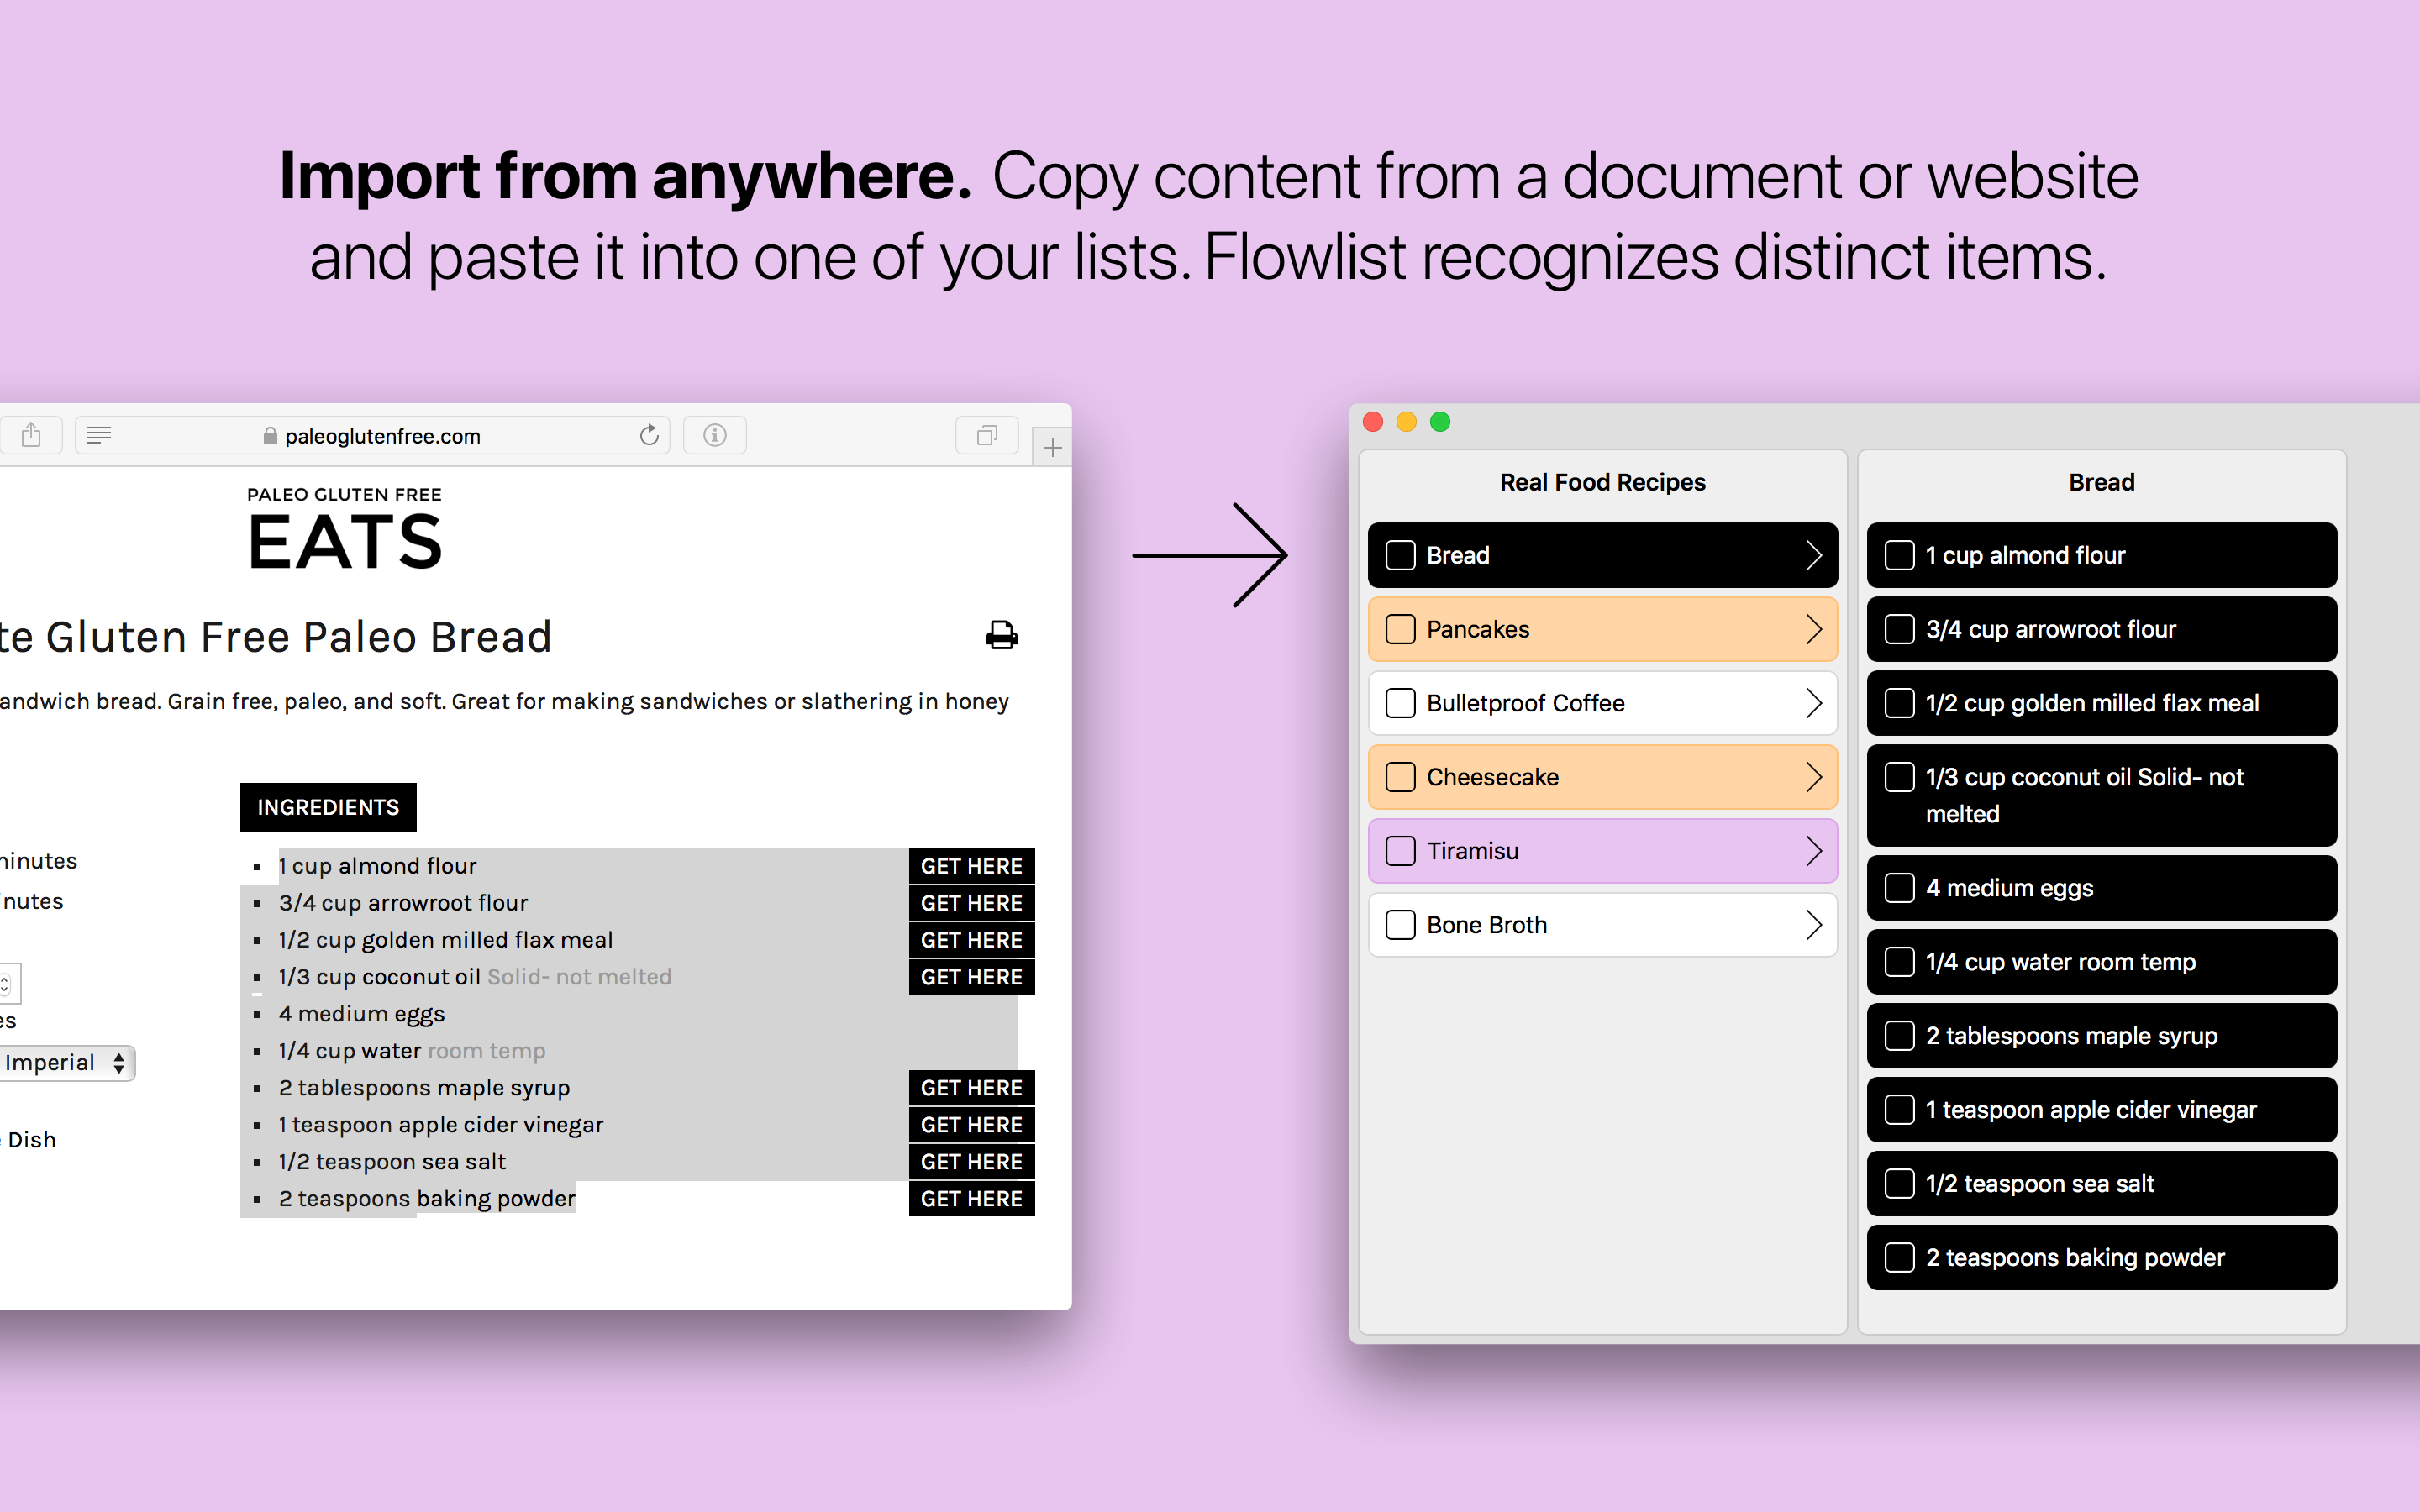 Import from anywhere. Copy content from a document or website
and paste it into one of your lists. Flowlist recognizes distinct items.
paleoglutenfree.com
PALEO GLUTEN FREE
EATS
te Gluten Free Paleo Bread
andwich bread. Grain free, paleo, and soft. Great for making sandwiches or slathering in honey
INGREDIENTS
minutes
inutes
es
Imperial
Dish
1 cup almond flour GET HERE
3/4 cup arrowroot flour GET HERE
1/2 cup golden milled flax meal GET HERE
1/3 cup coconut oil Solid- not melted GET HERE
4 medium eggs
1/4 cup water room temp
2 tablespoons maple syrup GET HERE
1 teaspoon apple cider vinegar GET HERE
1/2 teaspoon sea salt GET HERE
2 teaspoons baking powder GET HERE
Real Food Recipes
Bread
Pancakes
Bulletproof Coffee
Cheesecake
Tiramisu
Bone Broth
Bread
1 cup almond flour
3/4 cup arrowroot flour
1/2 cup golden milled flax meal
1/3 cup coconut oil Solid- not
melted
4 medium eggs
1/4 cup water room temp
2 tablespoons maple syrup
1 teaspoon apple cider vinegar
1/2 teaspoon sea salt
2 teaspoons baking powder